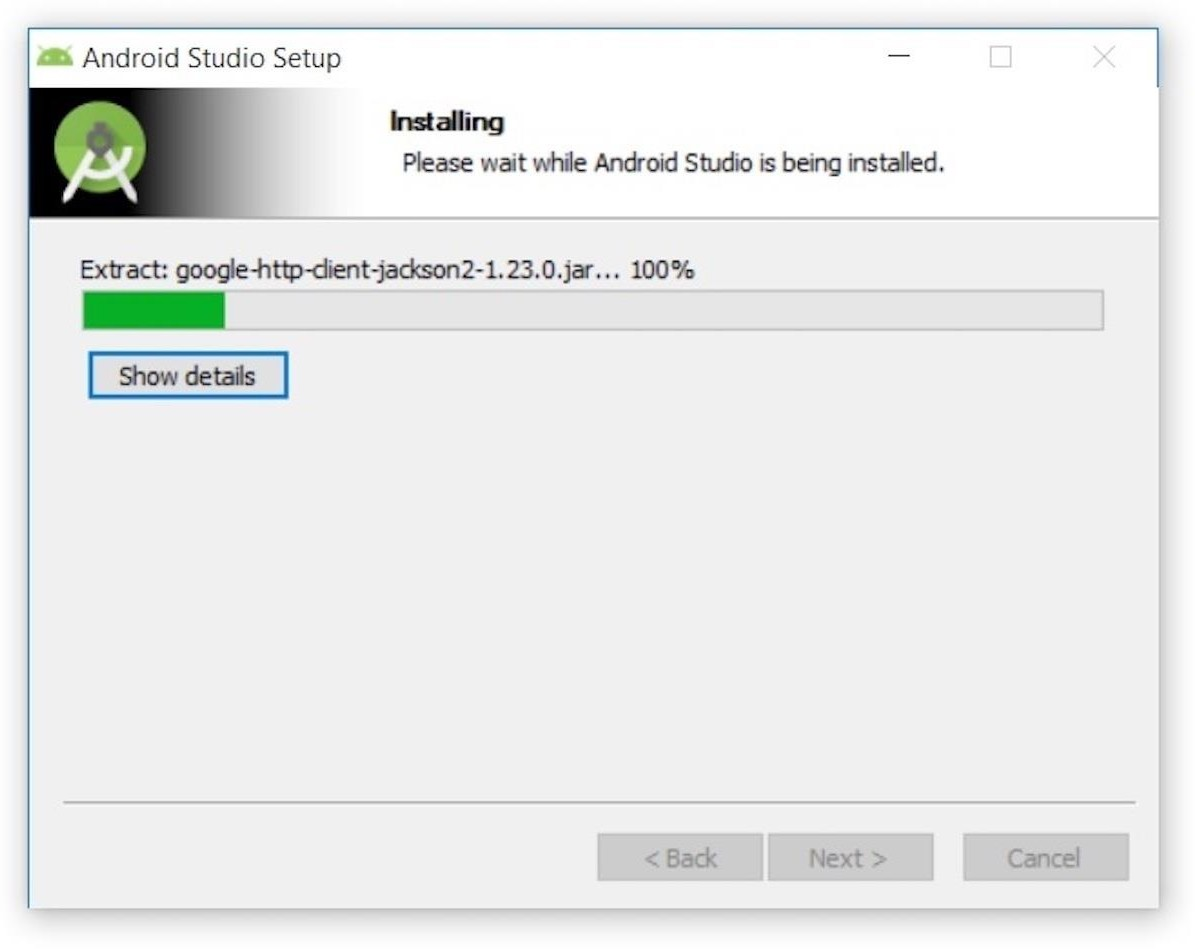 Android Studio Setup
Installing
Please wait while Android Studio is being installed.
Extract: google-http-client-jackson2-1.23.0.jar... 100%
Show details
< Back Next > Cancel